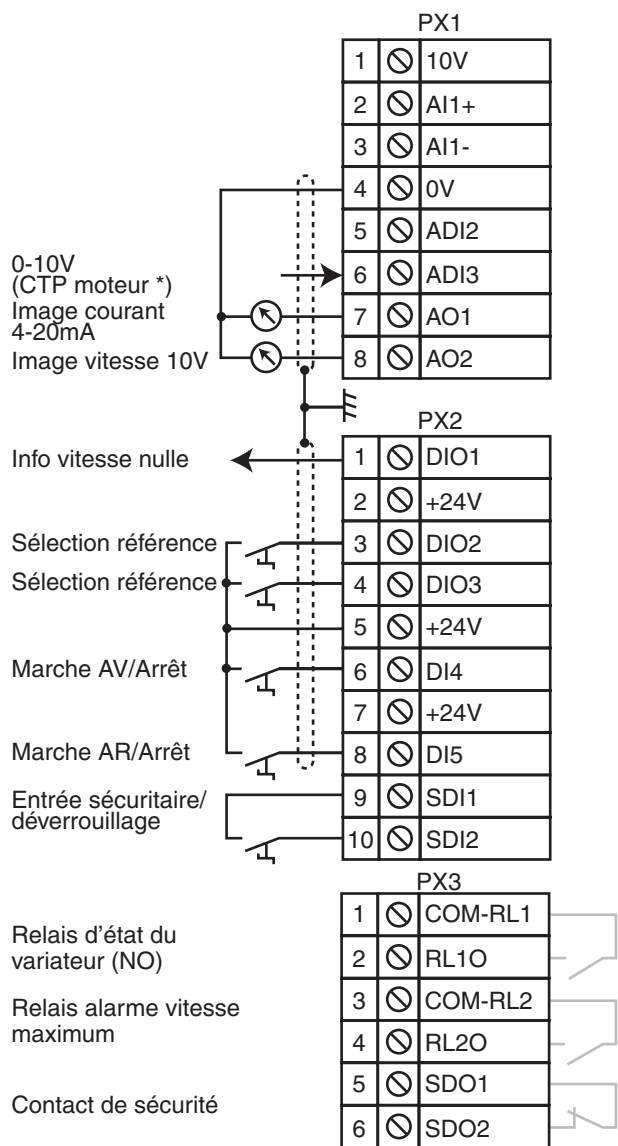 PX1
1 10V
2 AI1+
3 AI1-
4 0V
5 ADI2
0-10V
(CTP moteur *)
6 ADI3
Image courant
4-20mA
7 AO1
Image vitesse 10V
8 AO2
PX2
Info vitesse nulle
1 DIO1
2 +24V
Sélection référence
3 DIO2
Sélection référence
4 DIO3
5 +24V
Marche AV/Arrêt
6 DI4
7 +24V
Marche AR/Arrêt
8 DI5
Entrée sécuritaire/
déverrouillage
9 SDI1
10 SDI2
PX3
1 COM-RL1
Relais d'état du
variateur (NO)
2 RL1O
3 COM-RL2
Relais alarme vitesse
maximum
4 RL2O
5 SDO1
Contact de sécurité
6 SDO2